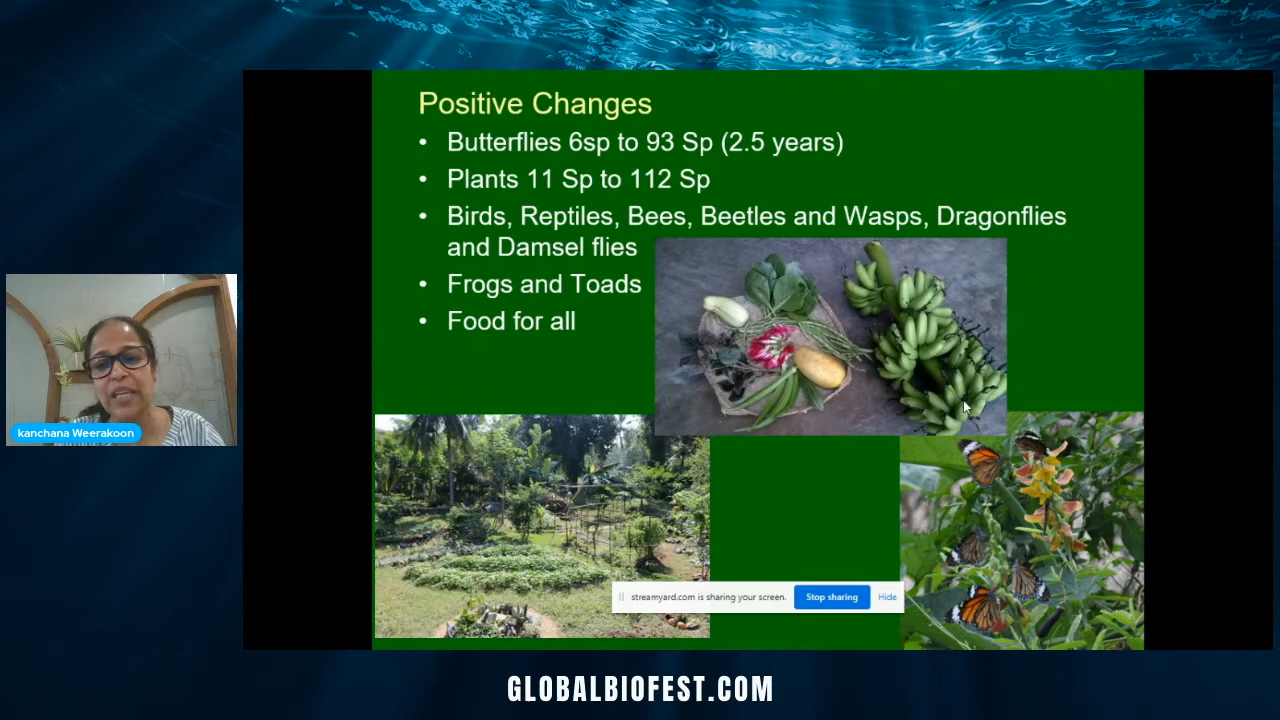 Positive Changes
• Butterflies 6sp to 93 Sp (2.5 years)
• Plants 11 Sp to 112 Sp
• Birds, Reptiles, Bees, Beetles and Wasps, Dragonflies
and Damsel flies
• Frogs and Toads
• Food for all
kanchana Weerakoon
streamyard.com is sharing your screen. Stop sharing Hide
GLOBALBIOFEST.COM